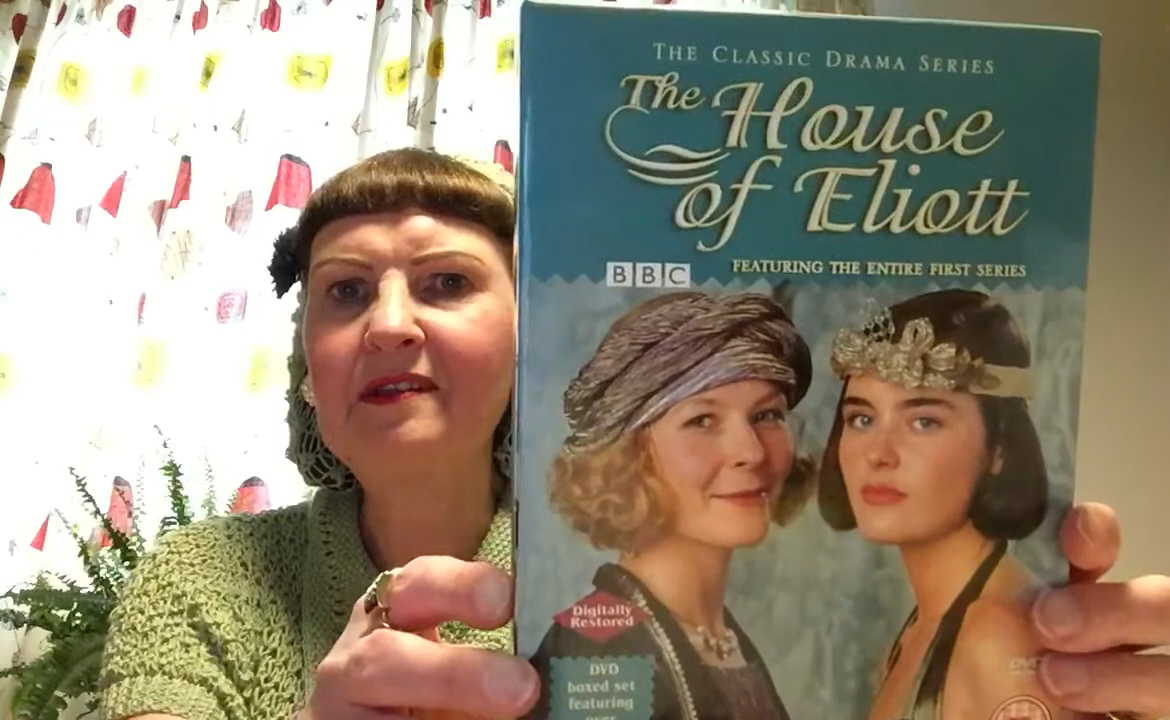 THE CLASSIC DRAMA SERIES
The House
of Eliott
BBC
FEATURING THE ENTIRE FIRST SERIES
Digitally
Restored
DVD
boxed set
featuring